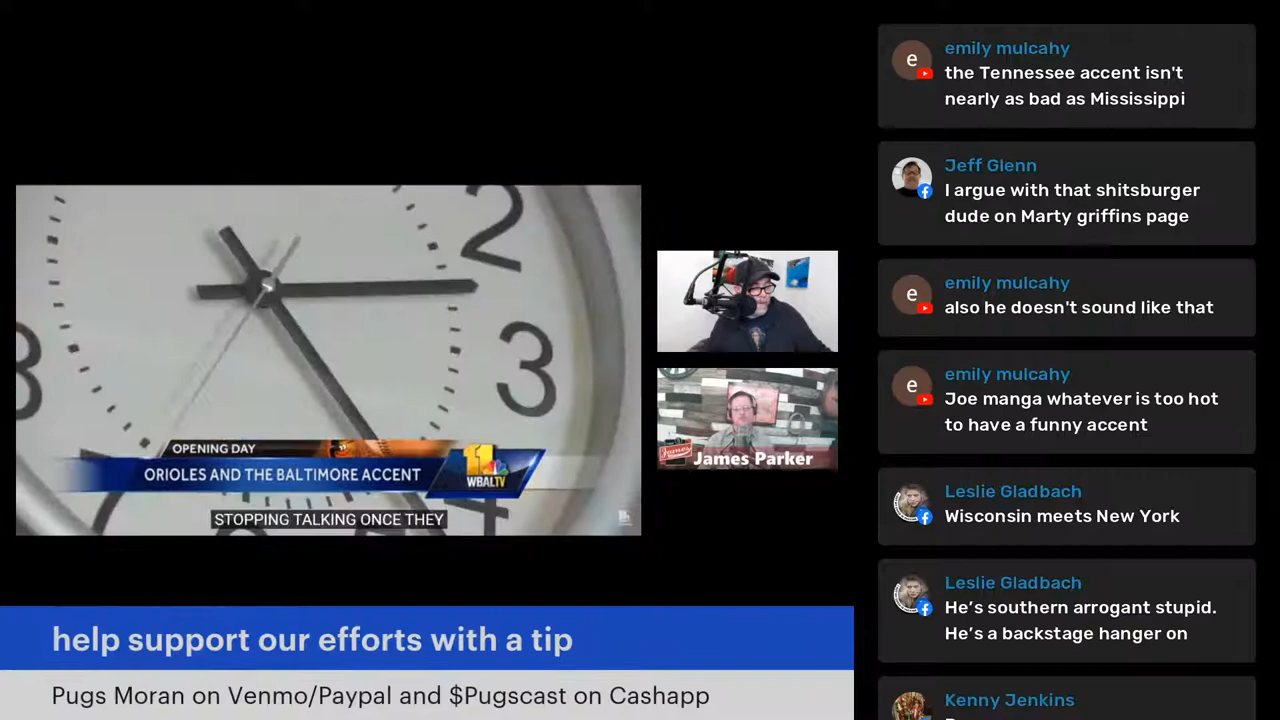 2
3
4
OPENING DAY
ORIOLES AND THE BALTIMORE ACCENT
11
WBALTV
STOPPING TALKING ONCE THEY
James Parker
help support our efforts with a tip
Pugs Moran on Venmo/Paypal and $Pugscast on Cashapp
e
emily mulcahy
the Tennessee accent isn't
nearly as bad as Mississippi
Jeff Glenn
I argue with that shitsburger
dude on Marty griffins page
e
emily mulcahy
also he doesn't sound like that
e
emily mulcahy
Joe manga whatever is too hot
to have a funny accent
Leslie Gladbach
Wisconsin meets New York
Leslie Gladbach
He’s southern arrogant stupid.
He’s a backstage hanger on
Kenny Jenkins